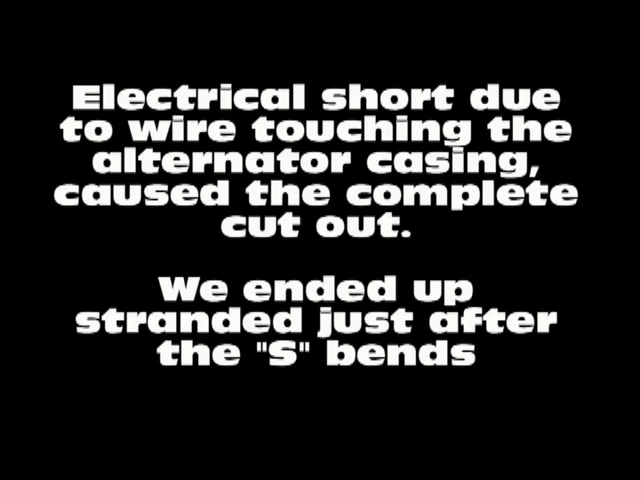 Electrical short due
to wire touching the
alternator casing,
caused the complete
cut out.
We ended up
stranded just after
the "S" bends